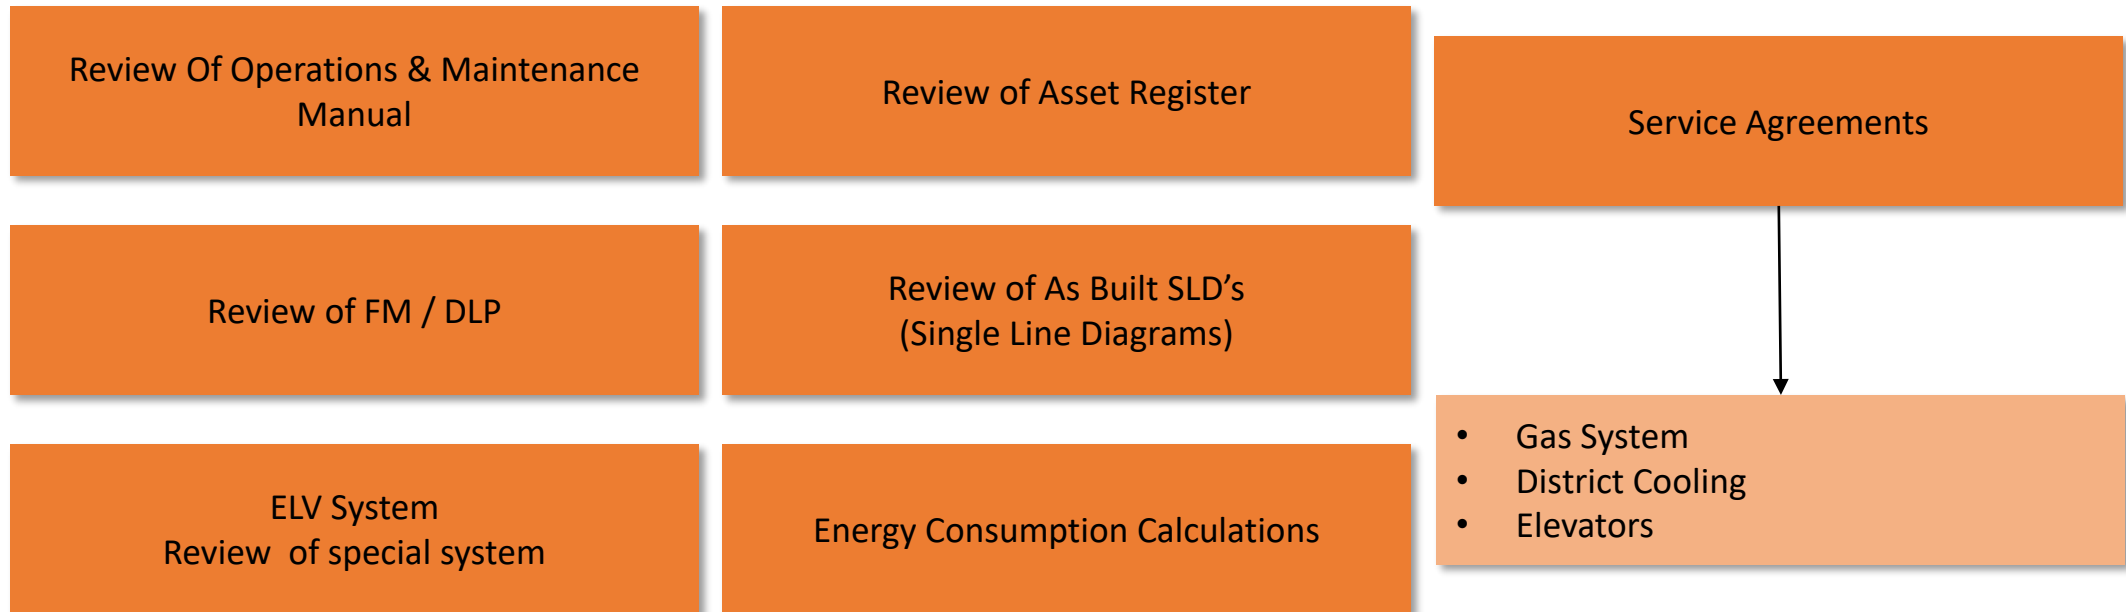 Review Of Operations & Maintenance
Manual
Review of Asset Register
Service Agreements
Review of FM / DLP
Review of As Built SLD’s
(Single Line Diagrams)
ELV System
Review  of special system
Energy Consumption Calculations
• Gas System
• District Cooling
• Elevators